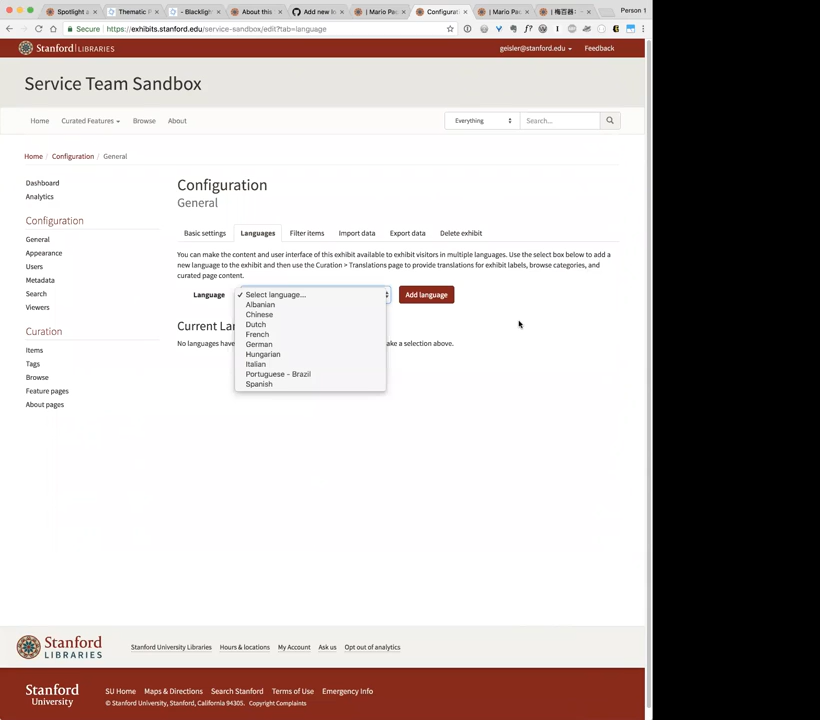 Spotlight a
Thematic P
- Blackligh
About this
Add new In
| Mario Pac
Configurati
| Mario Pac
| 梅百器:
Person 1
Secure https://exhibits.stanford.edu/service-sandbox/edit?tab=language
Stanford LIBRARIES
geisler@stanford.edu
Feedback
Service Team Sandbox
Home
Curated Features
Browse
About
Everything
Search...
Home / Configuration / General
Dashboard
Analytics
Configuration
General
Appearance
Users
Metadata
Search
Viewers
Curation
Items
Tags
Browse
Feature pages
About pages
Configuration
General
Basic settings
Languages
Filter items
Import data
Export data
Delete exhibit
You can make the content and user interface of this exhibit available to exhibit visitors in multiple languages. Use the select box below to add a
new language to the exhibit and then use the Curation > Translations page to provide translations for exhibit labels, browse categories, and
curated page content.
Language
✓ Select language...
Albanian
Chinese
Dutch
French
German
Hungarian
Italian
Portuguese - Brazil
Spanish
Add language
Current La
No languages have
ake a selection above.
Stanford
LIBRARIES
Stanford University Libraries
Hours & locations
My Account
Ask us
Opt out of analytics
Stanford
University
SU Home
Maps & Directions
Search Stanford
Terms of Use
Emergency Info
© Stanford University, Stanford, California 94305. Copyright Complaints